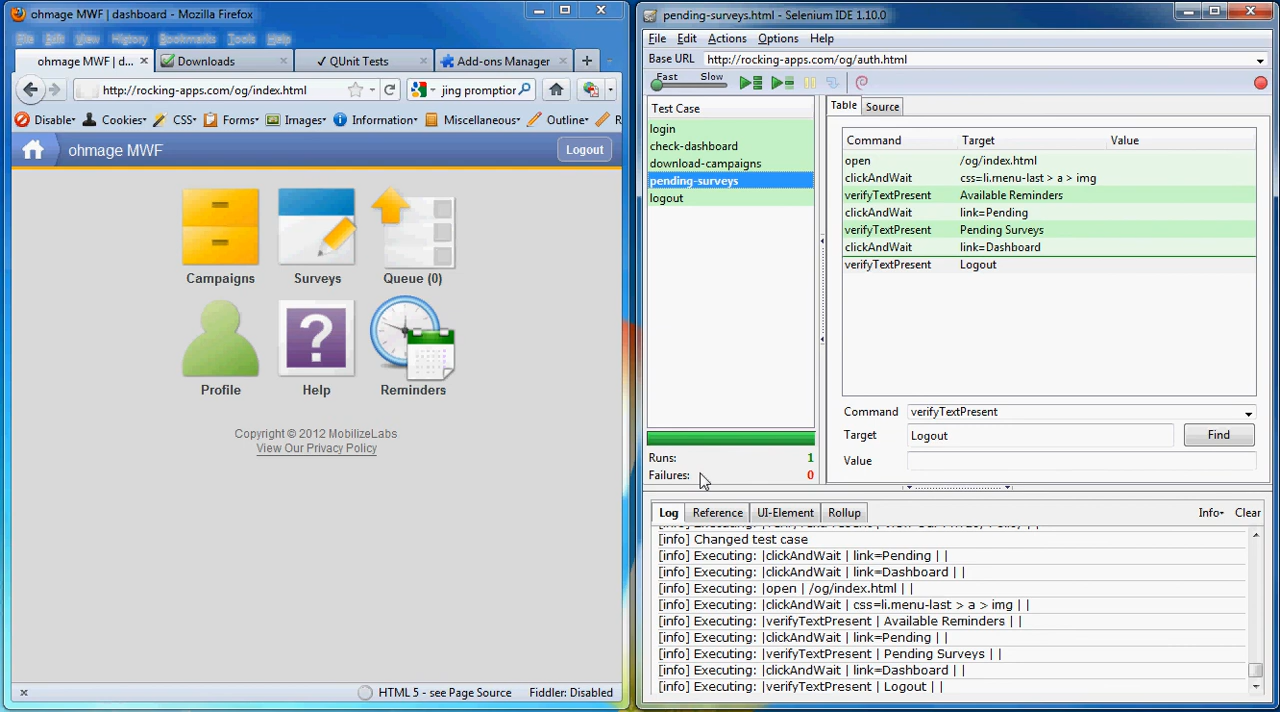 ohmage MWF | dashboard - Mozilla Firefox
File Edit View History Bookmarks Tools Help
ohmage MWF | d... × Downloads × ✓ QUnit Tests × Add-ons Manager × +
http://rocking-apps.com/og/index.html jing promptior
Disable▾ Cookies▾ CSS▾ Forms▾ Images▾ Information▾ Miscellaneous▾ Outline▾ R
ohmage MWF Logout
Campaigns Surveys Queue (0)
Profile Help Reminders
Copyright © 2012 MobilizeLabs
View Our Privacy Policy
× HTML 5 - see Page Source Fiddler: Disabled
pending-surveys.html - Selenium IDE 1.10.0
File Edit Actions Options Help
Base URL http://rocking-apps.com/og/auth.html
Fast Slow
Test Case
login
check-dashboard
download-campaigns
pending-surveys
logout
Runs: 1
Failures: 0
Table Source
Command Target Value
open /og/index.html
clickAndWait css=li.menu-last > a > img
verifyTextPresent Available Reminders
clickAndWait link=Pending
verifyTextPresent Pending Surveys
clickAndWait link=Dashboard
verifyTextPresent Logout
Command verifyTextPresent
Target Logout Find
Value
Log Reference UI-Element Rollup Info▾ Clear
[info] Changed test case
[info] Executing: |clickAndWait | link=Pending | |
[info] Executing: |clickAndWait | link=Dashboard | |
[info] Executing: |open | /og/index.html | |
[info] Executing: |clickAndWait | css=li.menu-last > a > img | |
[info] Executing: |verifyTextPresent | Available Reminders | |
[info] Executing: |clickAndWait | link=Pending | |
[info] Executing: |verifyTextPresent | Pending Surveys | |
[info] Executing: |clickAndWait | link=Dashboard | |
[info] Executing: |verifyTextPresent | Logout | |